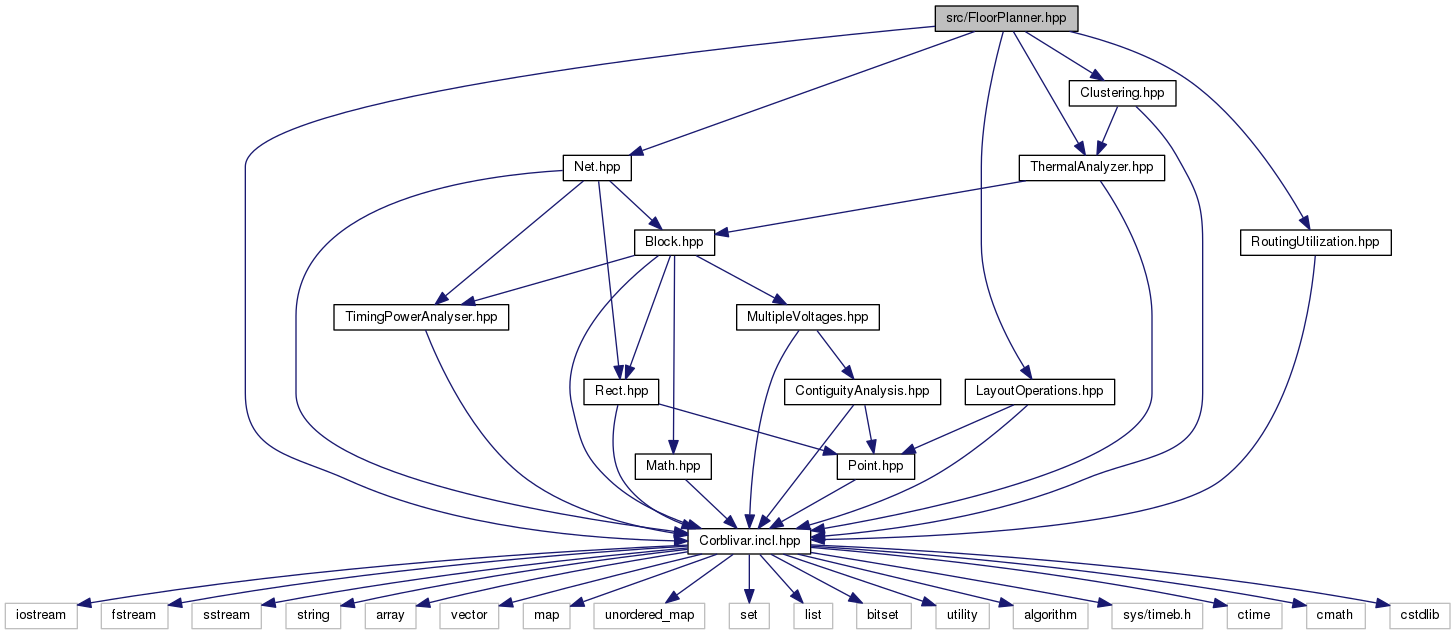 src/FloorPlanner.hpp
Clustering.hpp
Net.hpp
ThermalAnalyzer.hpp
Block.hpp
RoutingUtilization.hpp
TimingPowerAnalyser.hpp
MultipleVoltages.hpp
Rect.hpp
ContiguityAnalysis.hpp
LayoutOperations.hpp
Math.hpp
Point.hpp
Corblivar.incl.hpp
iostream
fstream
sstream
string
array
vector
map
unordered_map
set
list
bitset
utility
algorithm
sys/timeb.h
ctime
cmath
cstdlib